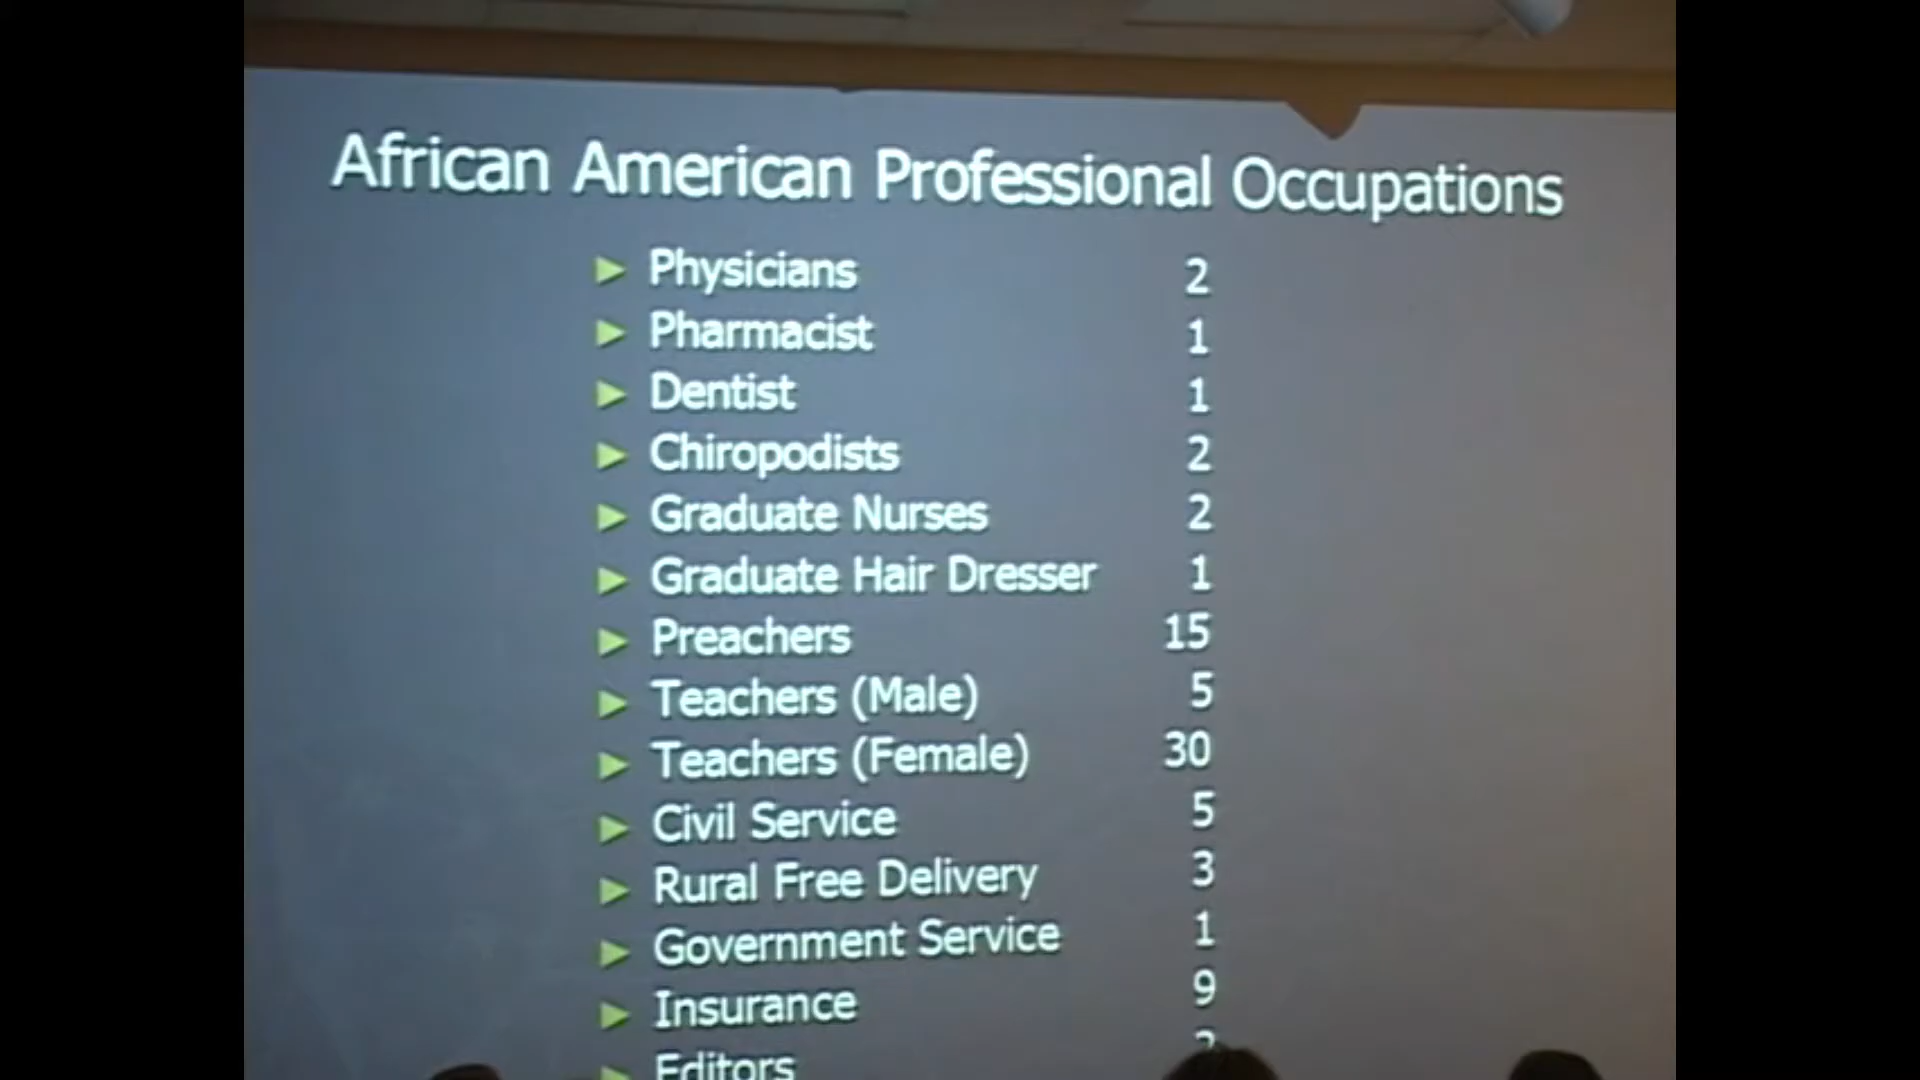 African American Professional Occupations
► Physicians 2
► Pharmacist 1
► Dentist 1
► Chiropodists 2
► Graduate Nurses 2
► Graduate Hair Dresser 1
► Preachers 15
► Teachers (Male) 5
► Teachers (Female) 30
► Civil Service 5
► Rural Free Delivery 3
► Government Service 1
► Insurance 9
► Editors